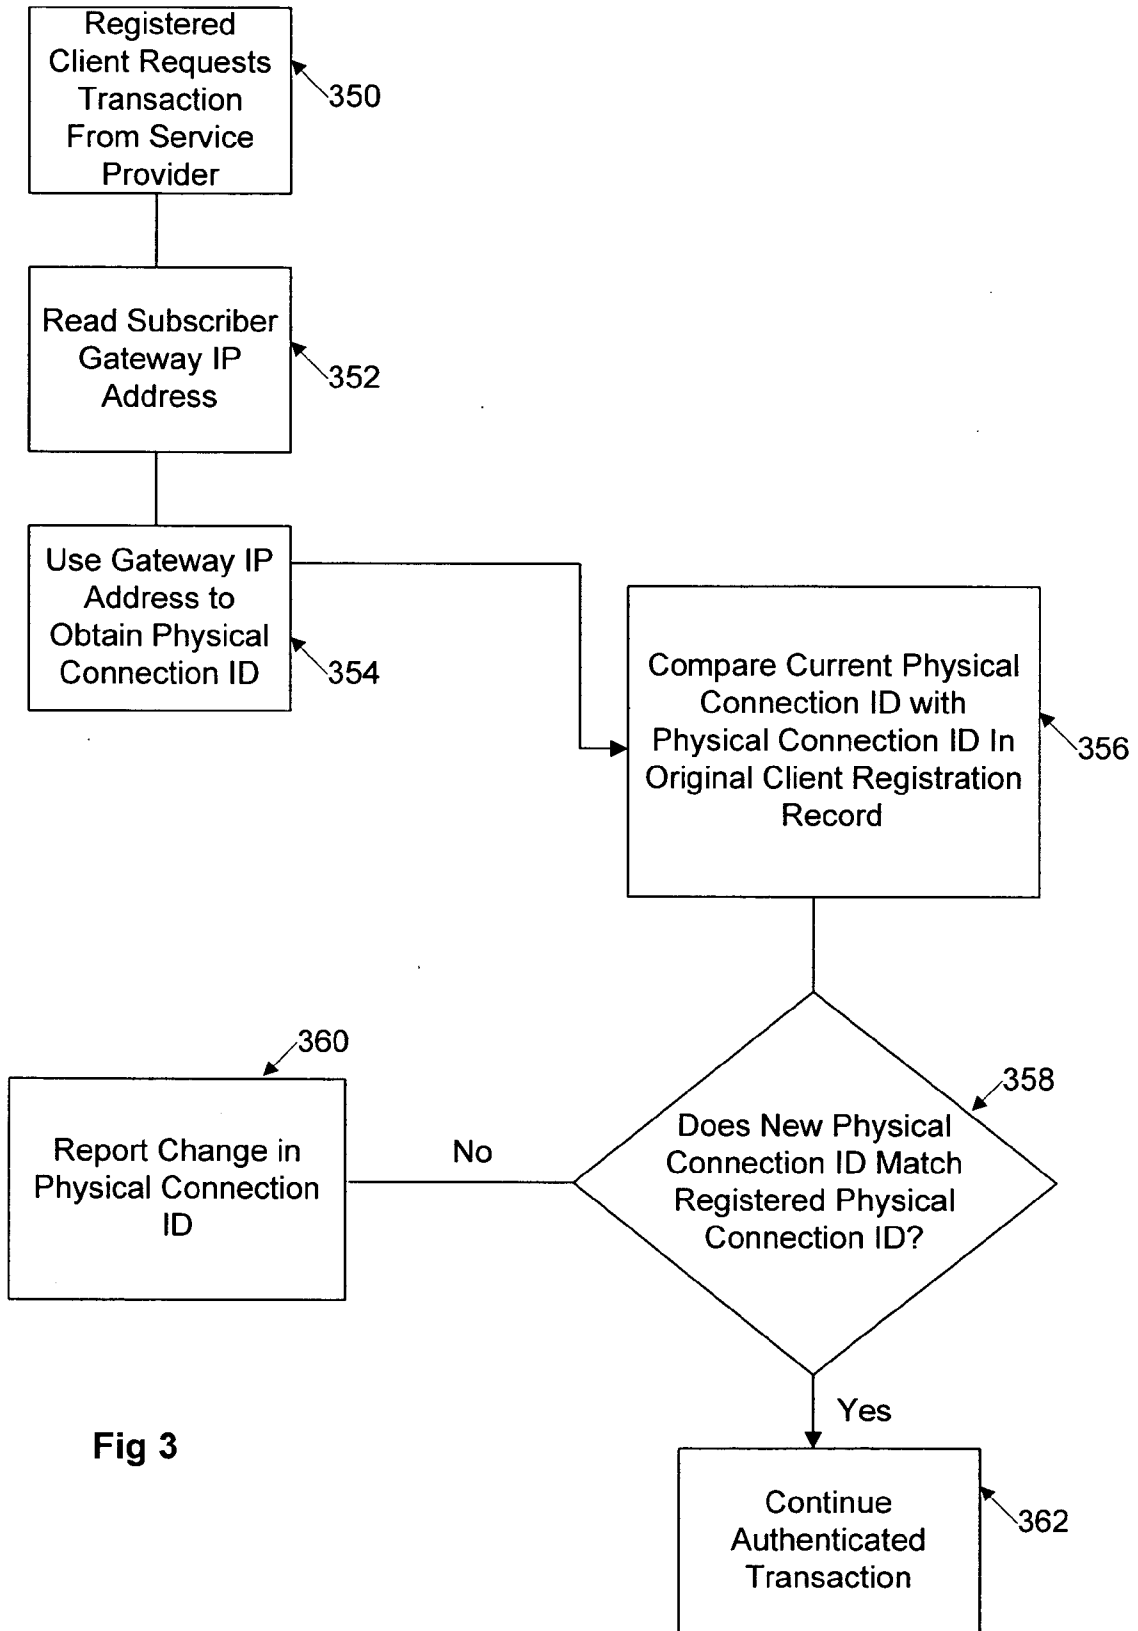 Registered
Client Requests
Transaction
From Service
Provider
350
Read Subscriber
Gateway IP
Address
352
Use Gateway IP
Address to
Obtain Physical
Connection ID
354
Compare Current Physical
Connection ID with
Physical Connection ID In
Original Client Registration
Record
356
358
Does New Physical
Connection ID Match
Registered Physical
Connection ID?
No
360
Report Change in
Physical Connection
ID
Yes
Continue
Authenticated
Transaction
362
Fig 3